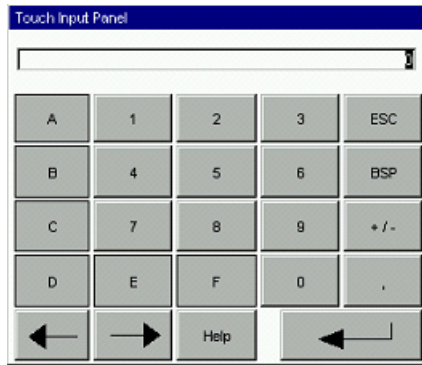 Touch Input Panel
0
A 1 2 3 ESC
B 4 5 6 BSP
C 7 8 9 + / -
D E F 0 ,
Help